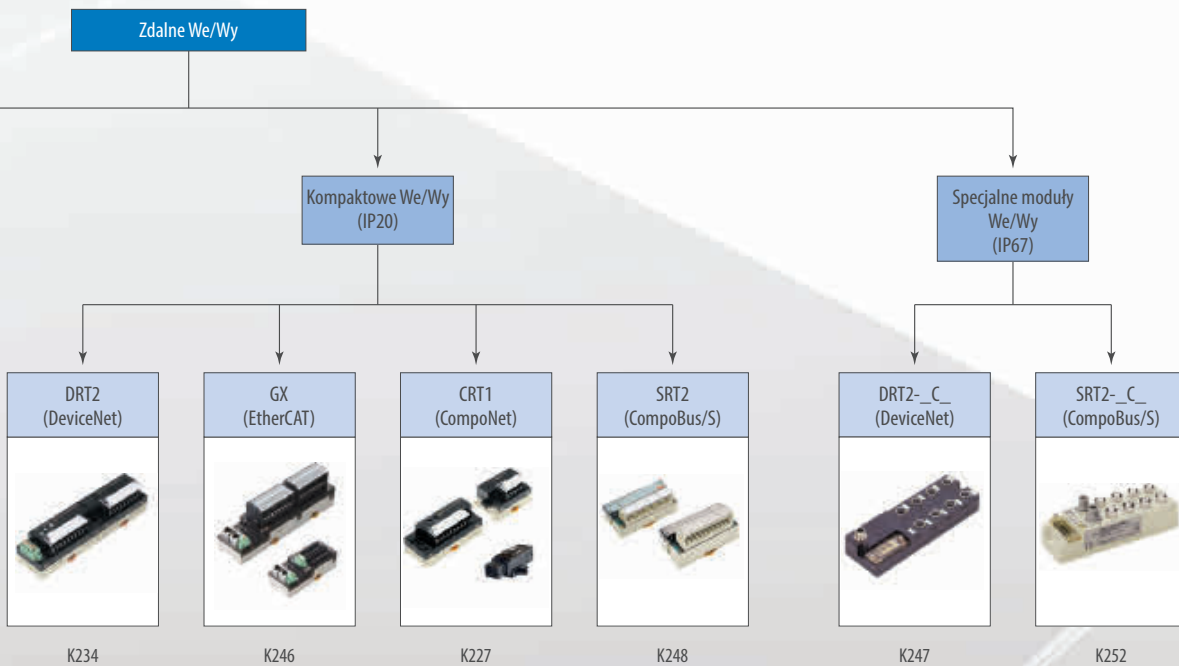 Zdalne We/Wy
Kompaktowe We/Wy
(IP20)
Specjalne moduły
We/Wy
(IP67)
DRT2
(DeviceNet)
GX
(EtherCAT)
CRT1
(CompoNet)
SRT2
(CompoBus/S)
DRT2-_C_
(DeviceNet)
SRT2-_C_
(CompoBus/S)
K234
K246
K227
K248
K247
K252